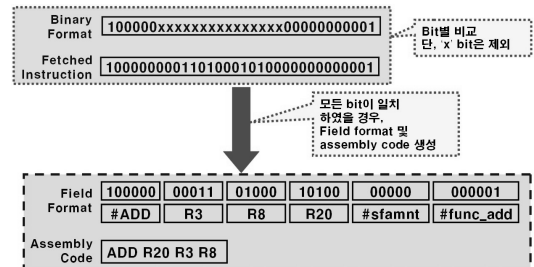 Binary Format
100000xxxxxxxxxxxxxxx00000000001
Bit별 비교
단, 'x' bit은 제외
Fetched Instruction
10000000011010001010000000000001
모든 bit이 일치
하였을 경우,
Field format 및
assembly code 생성
Field Format
100000 00011 01000 10100 00000 000001
#ADD R3 R8 R20 #sfamnt #func_add
Assembly Code
ADD R20 R3 R8